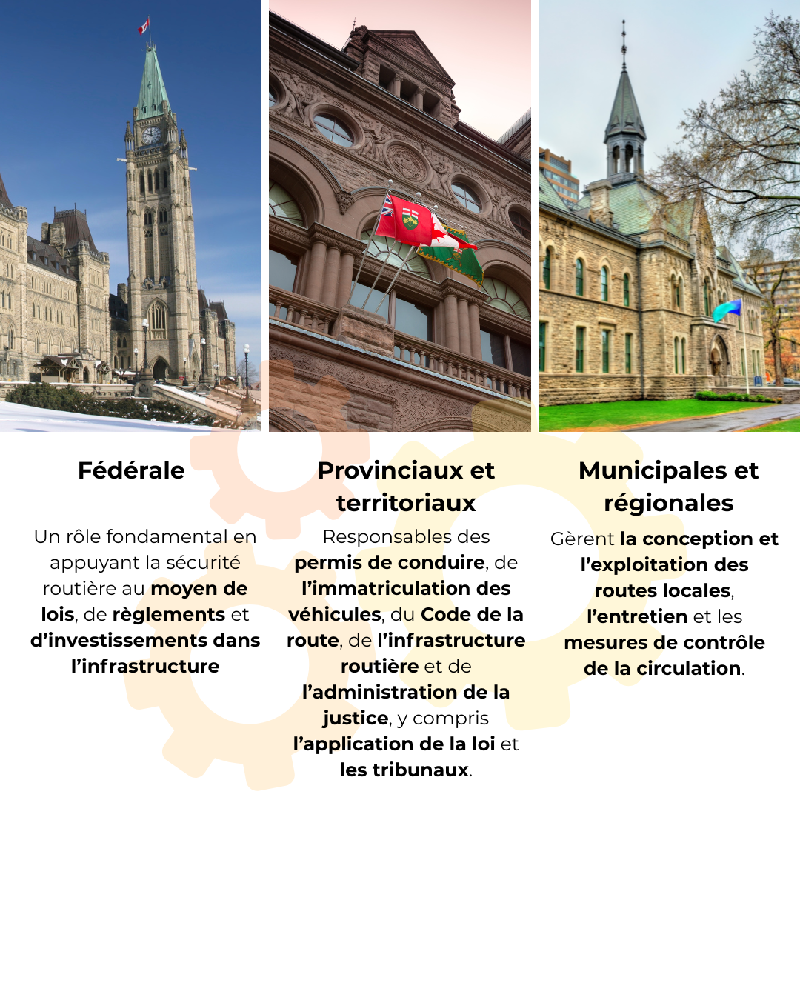 Fédérale
Un rôle fondamental en
appuyant la sécurité
routière au moyen de
lois, de règlements et
d’investissements dans
l’infrastructure
Provinciaux et
territoriaux
Responsables des
permis de conduire, de
l’immatriculation des
véhicules, du Code de la
route, de l’infrastructure
routière et de
l’administration de la
justice, y compris
l’application de la loi et
les tribunaux.
Municipales et
régionales
Gèrent la conception et
l’exploitation des
routes locales,
l’entretien et les
mesures de contrôle
de la circulation.